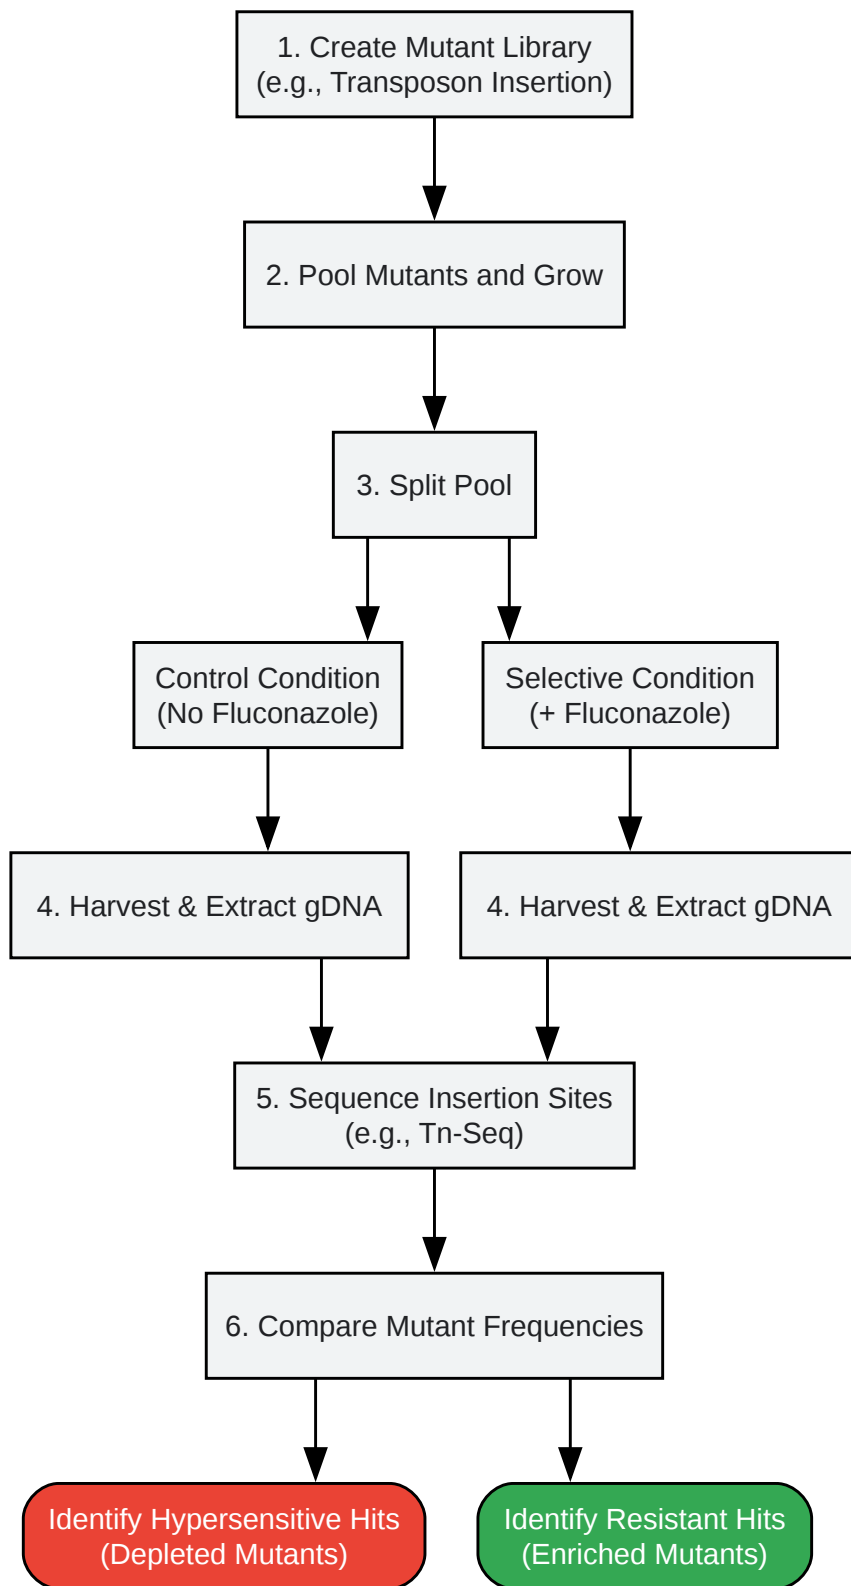 1. Create Mutant Library
(e.g., Transposon Insertion)
2. Pool Mutants and Grow
3. Split Pool
Control Condition
(No Fluconazole)
Selective Condition
(+ Fluconazole)
4. Harvest & Extract gDNA
4. Harvest & Extract gDNA
5. Sequence Insertion Sites
(e.g., Tn-Seq)
6. Compare Mutant Frequencies
Identify Hypersensitive Hits
(Depleted Mutants)
Identify Resistant Hits
(Enriched Mutants)